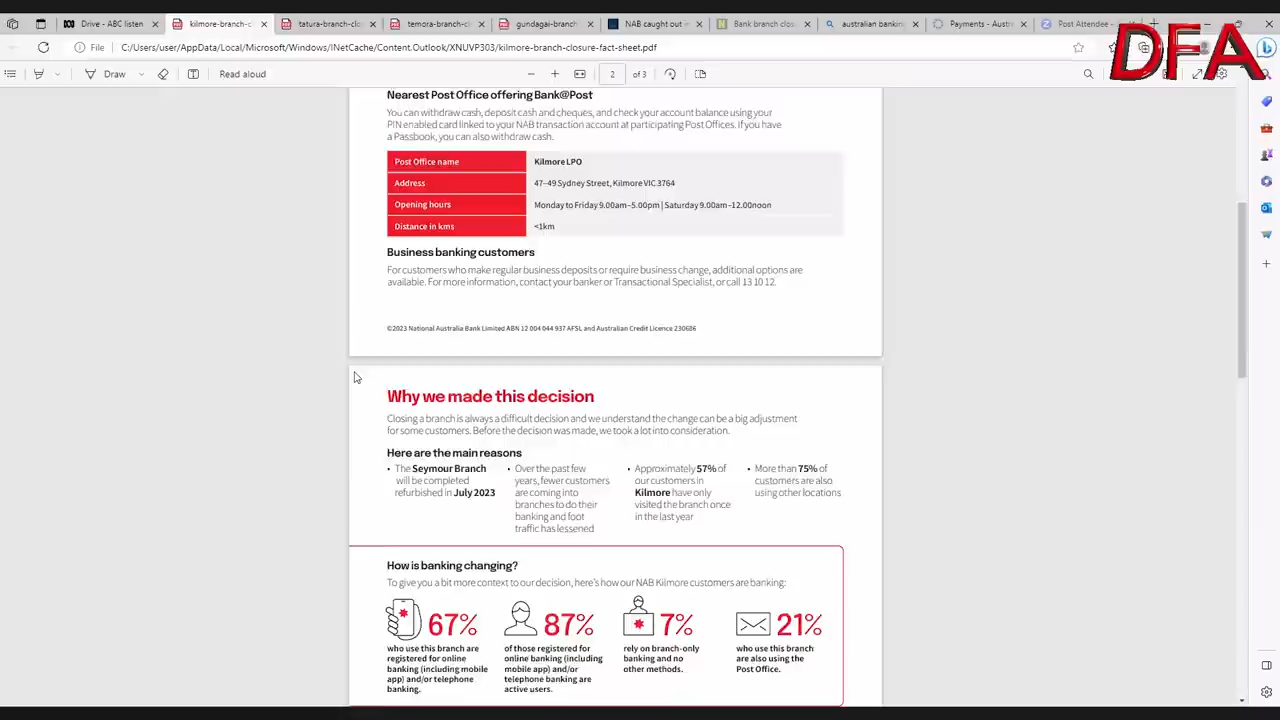 Drive - ABC listen
kilmore-branch-c
tatura-branch-clo
temora-branch-c
gundagai-branch
NAB caught out
Bank branch clos
australian banking
Payments - Austr
Post Attendee -
DFA
File
C:/Users/user/AppData/Local/Microsoft/Windows/INetCache/Content.Outlook/XNUVP303/kilmore-branch-closure-fact-sheet.pdf
Draw
Read aloud
2 of 3
Nearest Post Office offering Bank@Post
You can withdraw cash, deposit cash and cheques, and check your account balance using your
PIN enabled card linked to your NAB transaction account at participating Post Offices. If you have
a Passbook, you can also withdraw cash.
Post Office name Kilmore LPO
Address 47–49 Sydney Street, Kilmore VIC 3764
Opening hours Monday to Friday 9.00am–5.00pm | Saturday 9.00am–12.00noon
Distance in kms <1km
Business banking customers
For customers who make regular business deposits or require business change, additional options are
available. For more information, contact your banker or Transactional Specialist, or call 13 10 12.
©2023 National Australia Bank Limited ABN 12 004 044 937 AFSL and Australian Credit Licence 230686
Why we made this decision
Closing a branch is always a difficult decision and we understand the change can be a big adjustment
for some customers. Before the decision was made, we took a lot into consideration.
Here are the main reasons
• The Seymour Branch
will be completed
refurbished in July 2023
• Over the past few
years, fewer customers
are coming into
branches to do their
banking and foot
traffic has lessened
• Approximately 57% of
our customers in
Kilmore have only
visited the branch once
in the last year
• More than 75% of
customers are also
using other locations
How is banking changing?
To give you a bit more context to our decision, here's how our NAB Kilmore customers are banking:
67%
who use this branch are
registered for online
banking (including mobile
app) and/or telephone
banking.
87%
of those registered for
online banking (including
mobile app) and/or
telephone banking are
active users.
7%
rely on branch-only
banking and no
other methods.
21%
who use this branch
are also using the
Post Office.